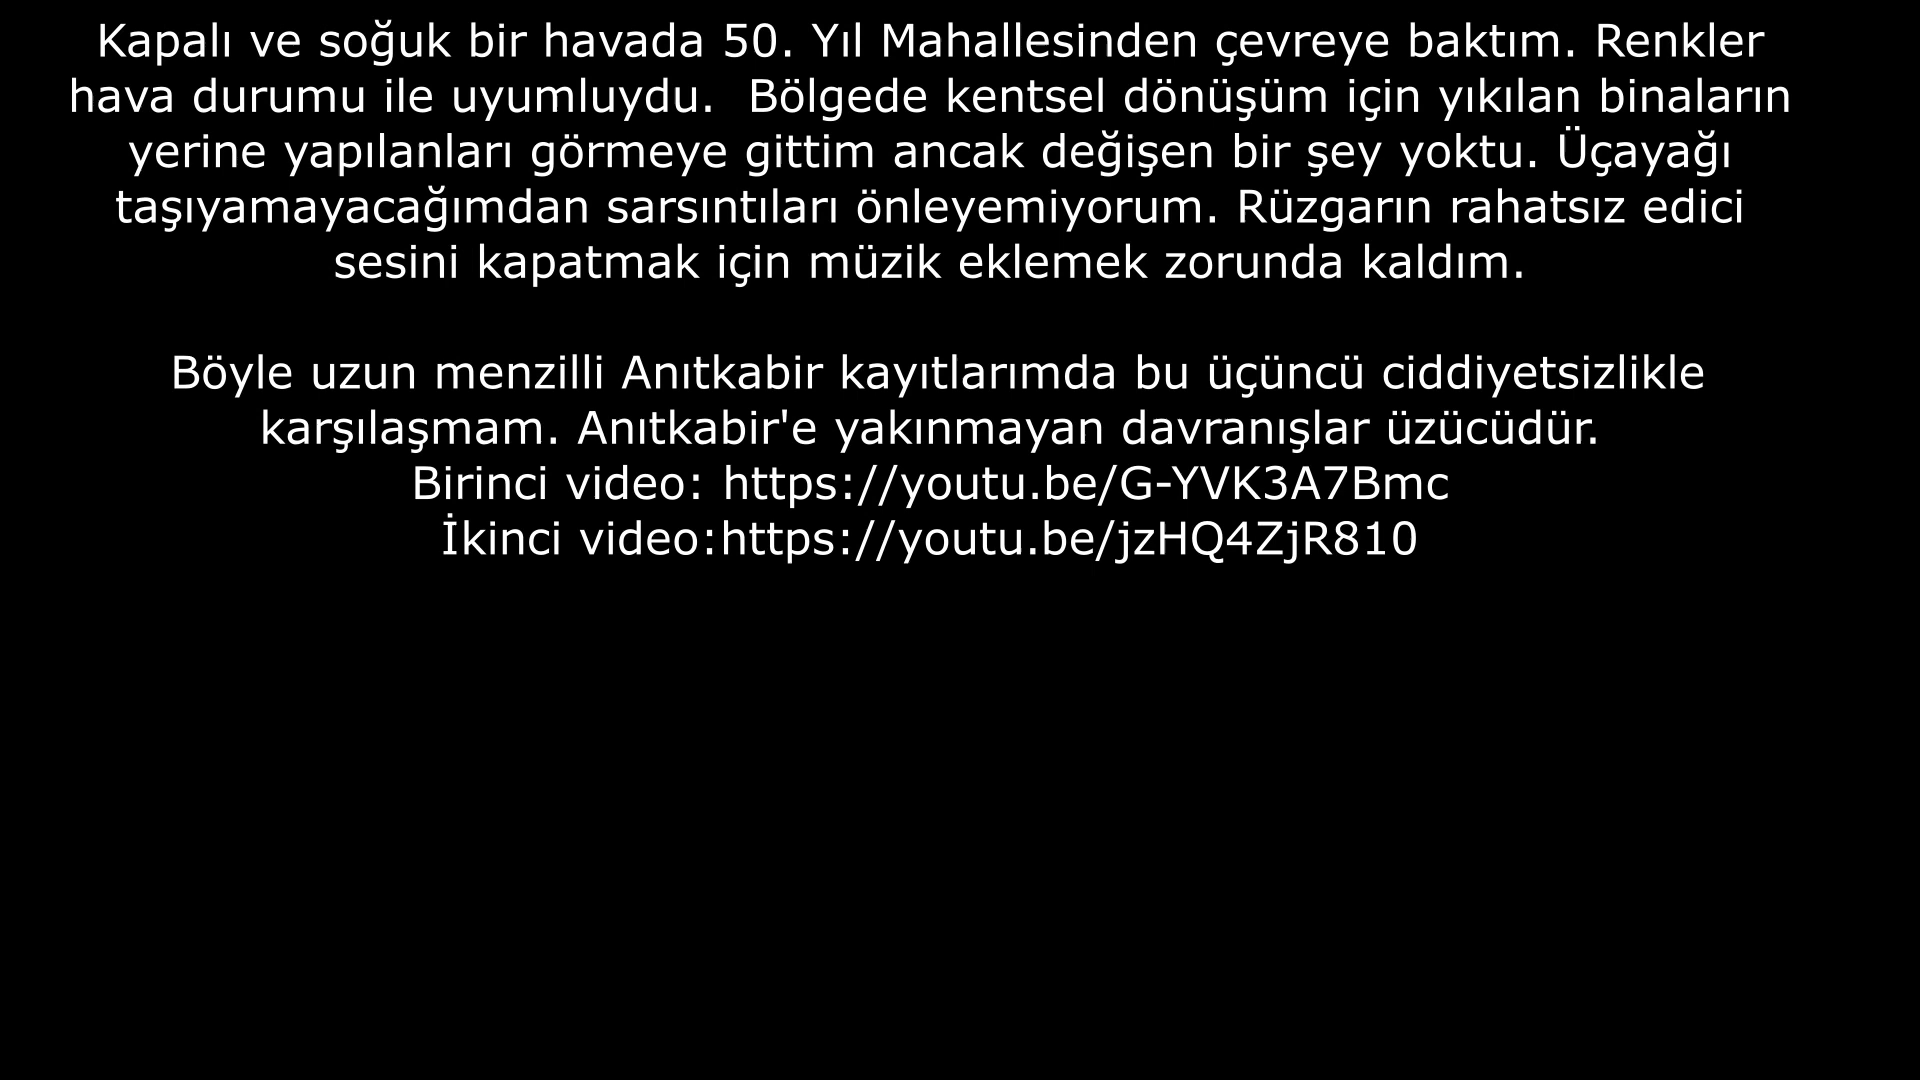 Kapalı ve soğuk bir havada 50. Yıl Mahallesinden çevreye baktım. Renkler
hava durumu ile uyumluydu.  Bölgede kentsel dönüşüm için yıkılan binaların
yerine yapılanları görmeye gittim ancak değişen bir şey yoktu. Üçayağı
taşıyamayacağımdan sarsıntıları önleyemiyorum. Rüzgarın rahatsız edici
sesini kapatmak için müzik eklemek zorunda kaldım.
Böyle uzun menzilli Anıtkabir kayıtlarımda bu üçüncü ciddiyetsizlikle
karşılaşmam. Anıtkabir'e yakınmayan davranışlar üzücüdür.
Birinci video: https://youtu.be/G-YVK3A7Bmc
İkinci video:https://youtu.be/jzHQ4ZjR810